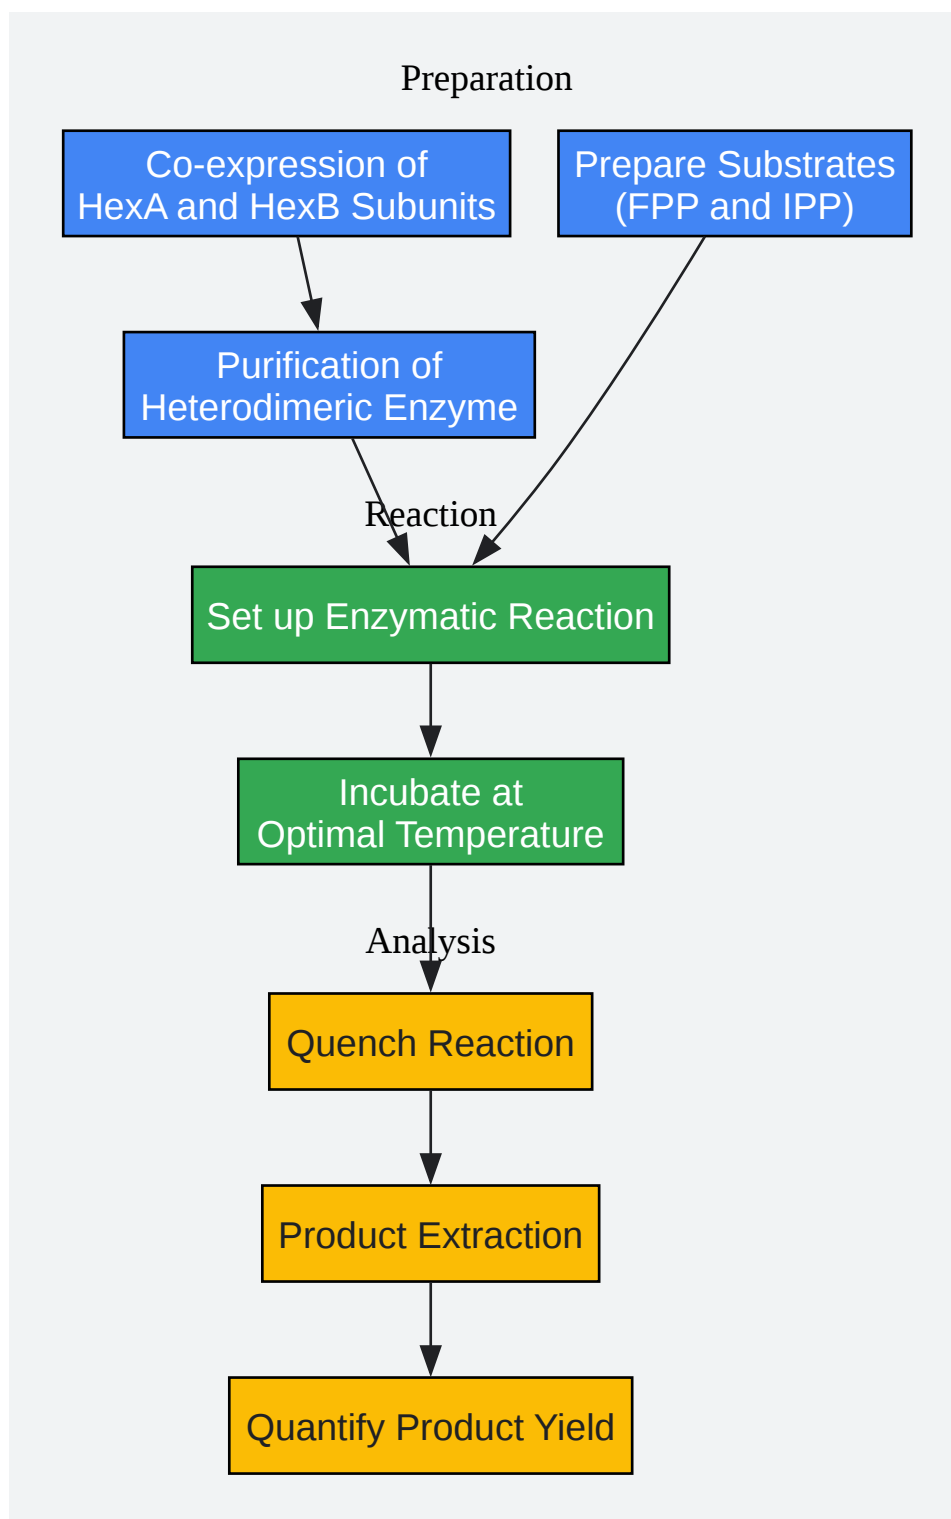 Preparation
Co-expression of
HexA and HexB Subunits
Prepare Substrates
(FPP and IPP)
Purification of
Heterodimeric Enzyme
Reaction
Set up Enzymatic Reaction
Incubate at
Optimal Temperature
Analysis
Quench Reaction
Product Extraction
Quantify Product Yield